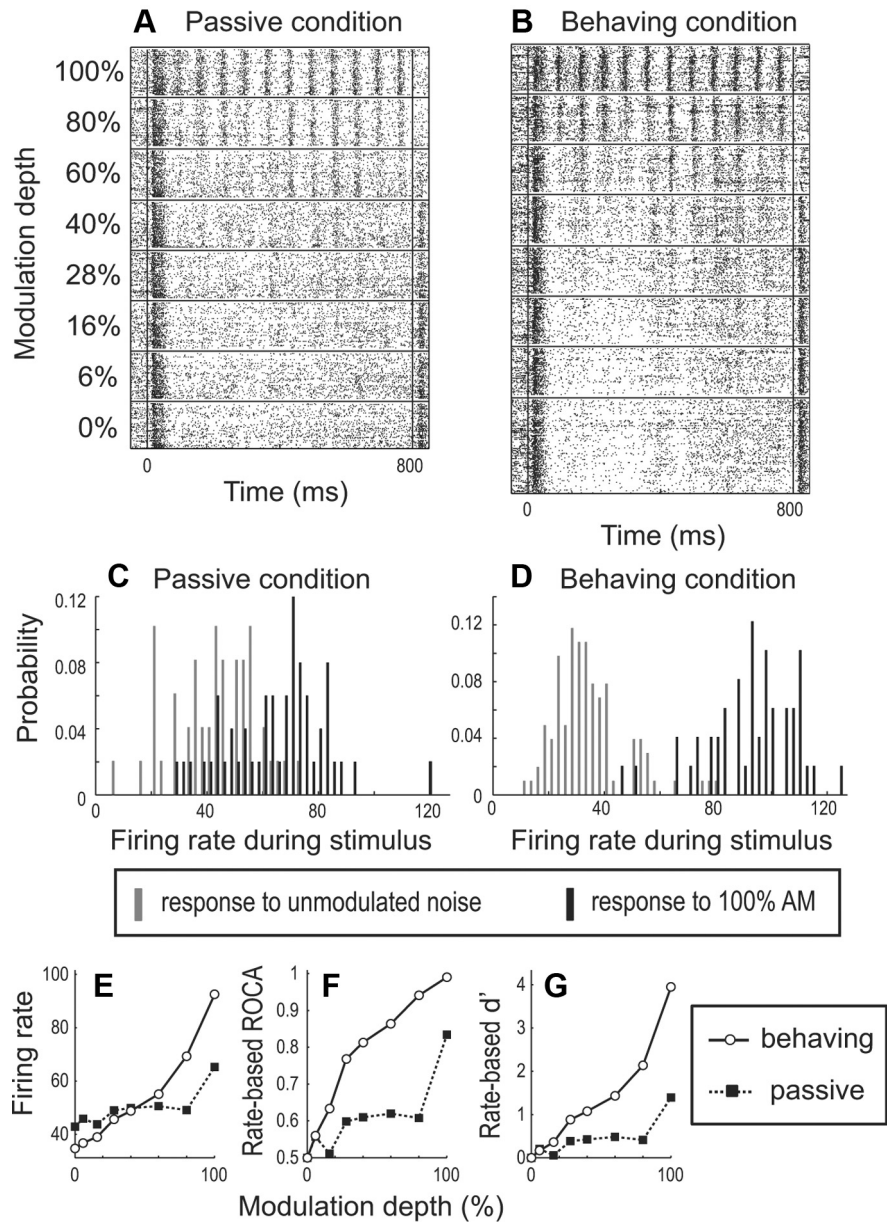 A Passive condition
B Behaving condition
Modulation depth
100%
80%
60%
40%
28%
16%
6%
0%
0 800
Time (ms)
0 800
Time (ms)
C Passive condition
Probability
0.12
0.08
0.04
0 40 80 120
Firing rate during stimulus
D Behaving condition
0.12
0.08
0.04
0 40 80 120
Firing rate during stimulus
response to unmodulated noise
response to 100% AM
E
Firing rate
100
80
60
40
0 100
F
Rate-based ROCA
1
0.9
0.8
0.7
0.6
0.5
0 100
G
Rate-based d'
4
3
2
1
0
0 100
Modulation depth (%)
behaving
passive